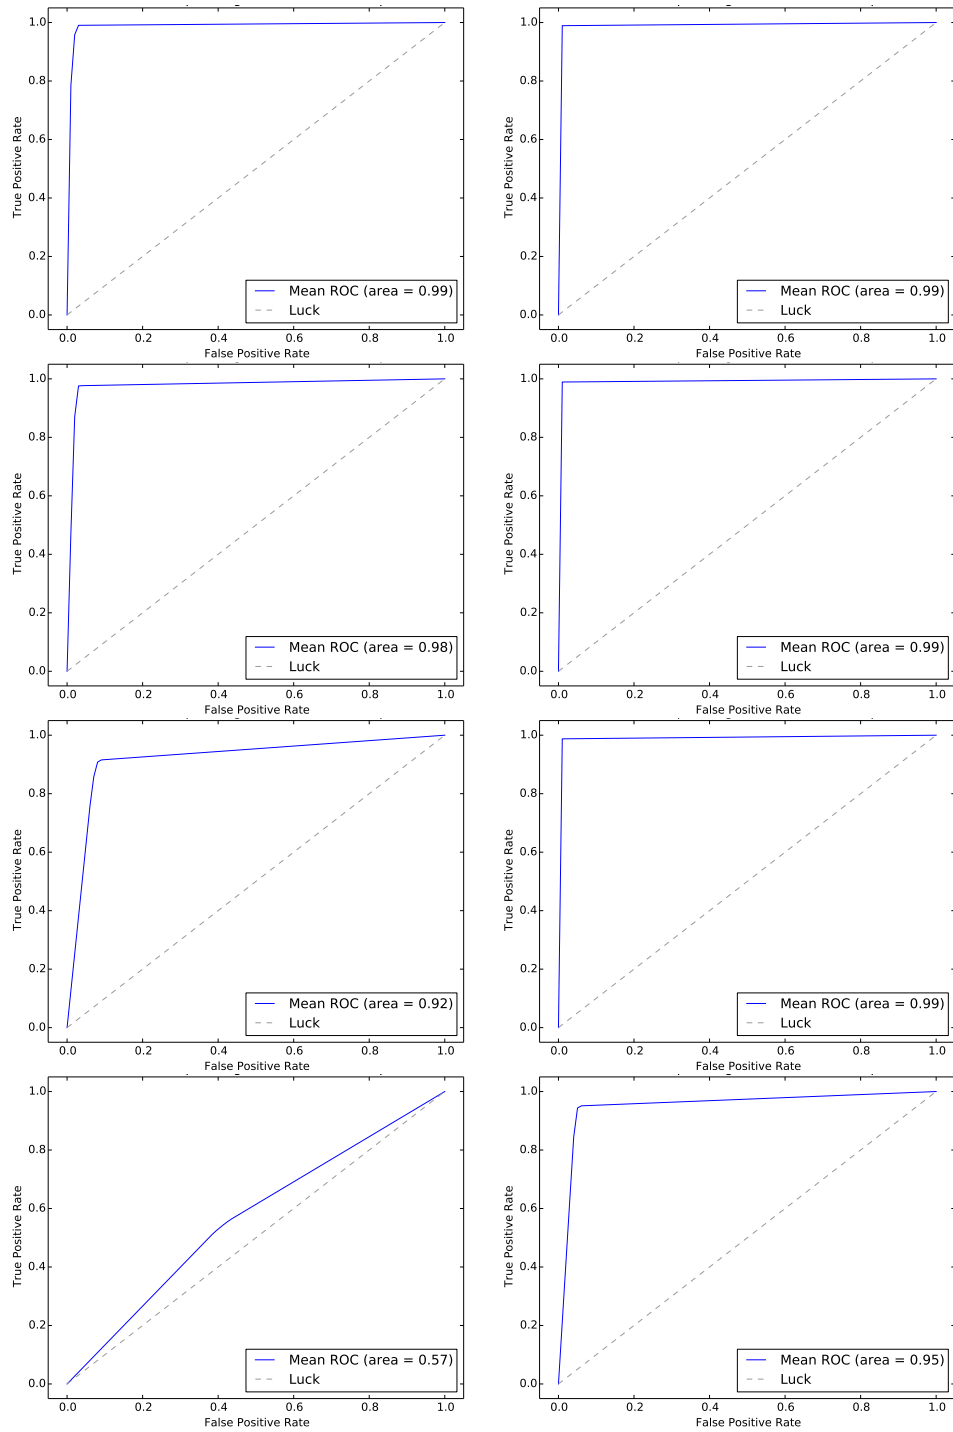 1.0
0.8
0.6
0.4
0.2
0.0
True Positive Rate
0.0 0.2 0.4 0.6 0.8 1.0
False Positive Rate
Mean ROC (area = 0.99)
Luck
1.0
0.8
0.6
0.4
0.2
0.0
True Positive Rate
0.0 0.2 0.4 0.6 0.8 1.0
False Positive Rate
Mean ROC (area = 0.99)
Luck
1.0
0.8
0.6
0.4
0.2
0.0
True Positive Rate
0.0 0.2 0.4 0.6 0.8 1.0
False Positive Rate
Mean ROC (area = 0.98)
Luck
1.0
0.8
0.6
0.4
0.2
0.0
True Positive Rate
0.0 0.2 0.4 0.6 0.8 1.0
False Positive Rate
Mean ROC (area = 0.99)
Luck
1.0
0.8
0.6
0.4
0.2
0.0
True Positive Rate
0.0 0.2 0.4 0.6 0.8 1.0
False Positive Rate
Mean ROC (area = 0.92)
Luck
1.0
0.8
0.6
0.4
0.2
0.0
True Positive Rate
0.0 0.2 0.4 0.6 0.8 1.0
False Positive Rate
Mean ROC (area = 0.99)
Luck
1.0
0.8
0.6
0.4
0.2
0.0
True Positive Rate
0.0 0.2 0.4 0.6 0.8 1.0
False Positive Rate
Mean ROC (area = 0.57)
Luck
1.0
0.8
0.6
0.4
0.2
0.0
True Positive Rate
0.0 0.2 0.4 0.6 0.8 1.0
False Positive Rate
Mean ROC (area = 0.95)
Luck